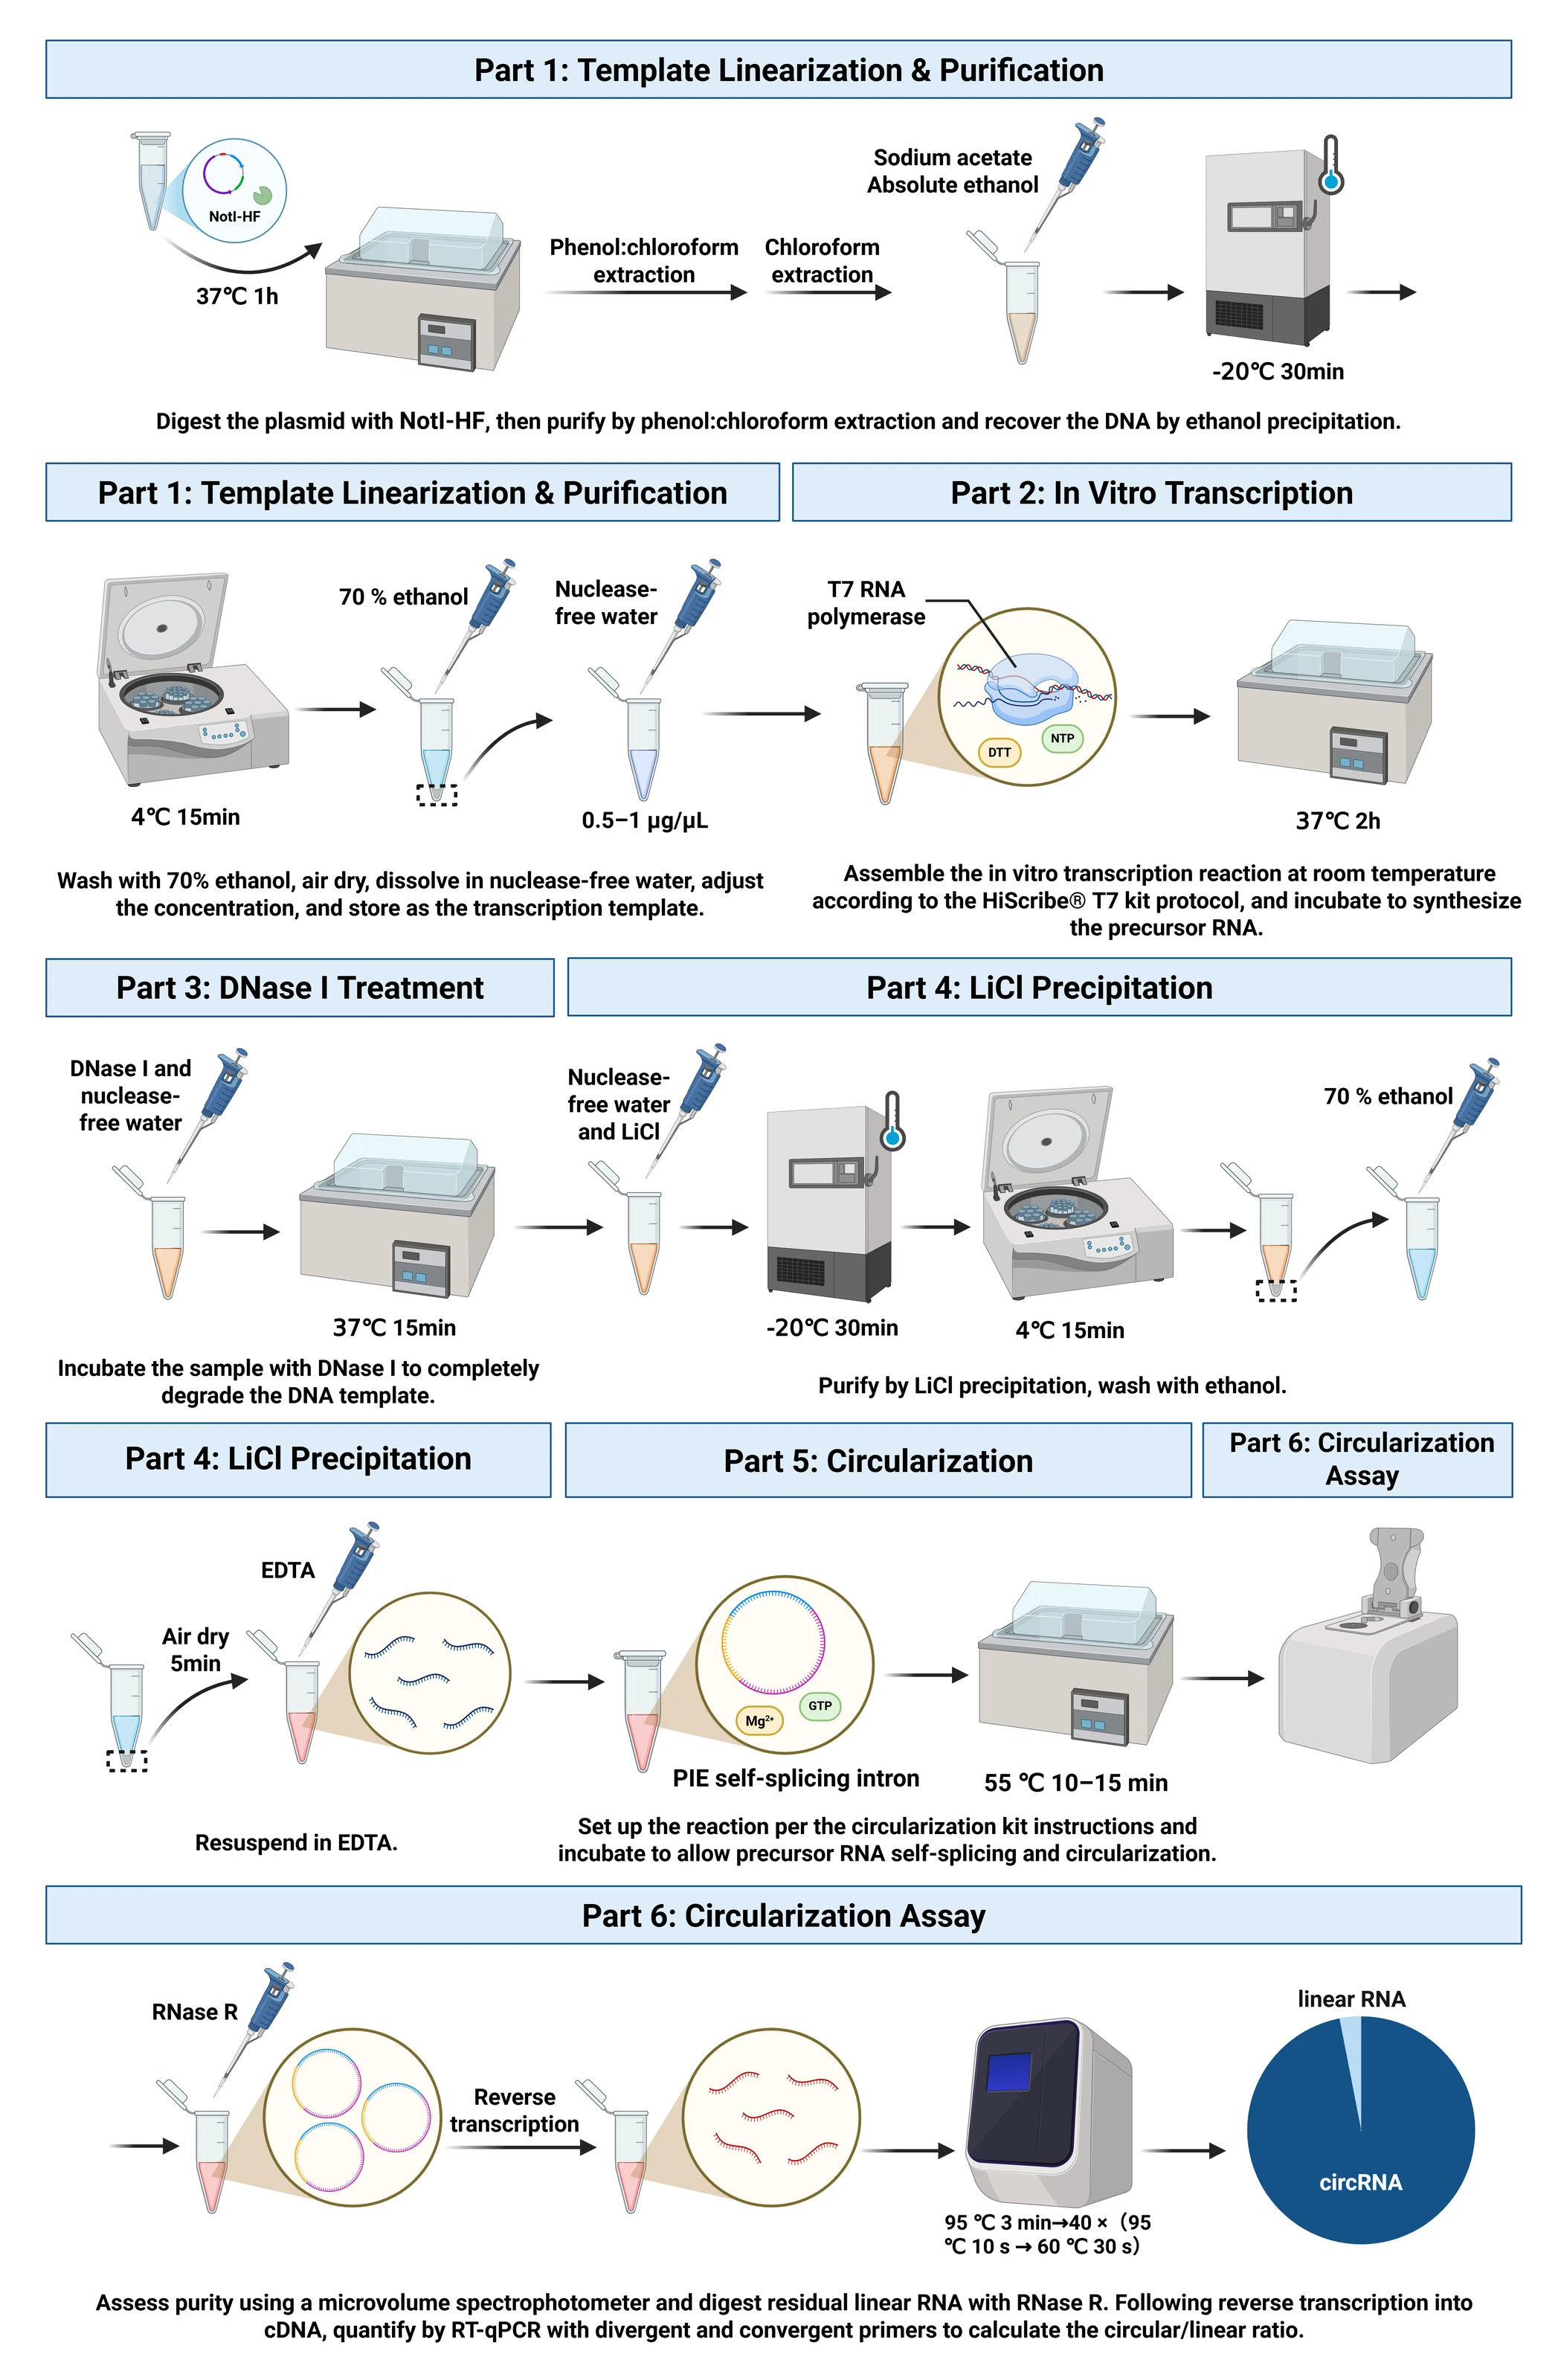 Part 1: Template Linearization & Purification
NotI-HF
37℃ 1h
Phenol:chloroform
extraction
Chloroform
extraction
Sodium acetate
Absolute ethanol
-20℃ 30min
Digest the plasmid with NotI-HF, then purify by phenol:chloroform extraction and recover the DNA by ethanol precipitation.
Part 1: Template Linearization & Purification
4℃ 15min
70 % ethanol
Nuclease-
free water
0.5–1 μg/μL
Wash with 70% ethanol, air dry, dissolve in nuclease-free water, adjust
the concentration, and store as the transcription template.
Part 2: In Vitro Transcription
T7 RNA
polymerase
DTT
NTP
37℃ 2h
Assemble the in vitro transcription reaction at room temperature
according to the HiScribe® T7 kit protocol, and incubate to synthesize
the precursor RNA.
Part 3: DNase I Treatment
DNase I and
nuclease-
free water
37℃ 15min
Incubate the sample with DNase I to completely
degrade the DNA template.
Part 4: LiCl Precipitation
Nuclease-
free water
and LiCl
-20℃ 30min
4℃ 15min
70 % ethanol
Purify by LiCl precipitation, wash with ethanol.
Part 4: LiCl Precipitation
Air dry
5min
EDTA
Resuspend in EDTA.
Part 5: Circularization
Mg²⁺
GTP
PIE self-splicing intron
55 ℃ 10–15 min
Set up the reaction per the circularization kit instructions and
incubate to allow precursor RNA self-splicing and circularization.
Part 6: Circularization
Assay
Part 6: Circularization Assay
RNase R
Reverse
transcription
95 ℃ 3 min→40 ×（95
℃ 10 s → 60 ℃ 30 s）
linear RNA
circRNA
Assess purity using a microvolume spectrophotometer and digest residual linear RNA with RNase R. Following reverse transcription into
cDNA, quantify by RT-qPCR with divergent and convergent primers to calculate the circular/linear ratio.